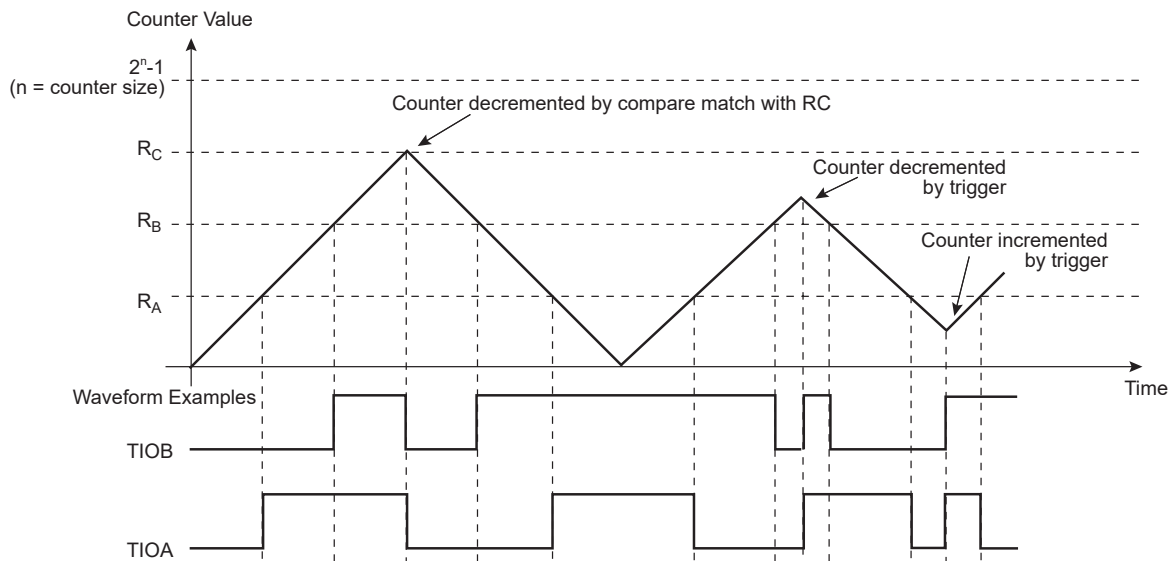 Counter Value
2ⁿ-1
(n = counter size)
Counter decremented by compare match with RC
R_C
Counter decremented
by trigger
R_B
Counter incremented
by trigger
R_A
Time
Waveform Examples
TIOB
TIOA